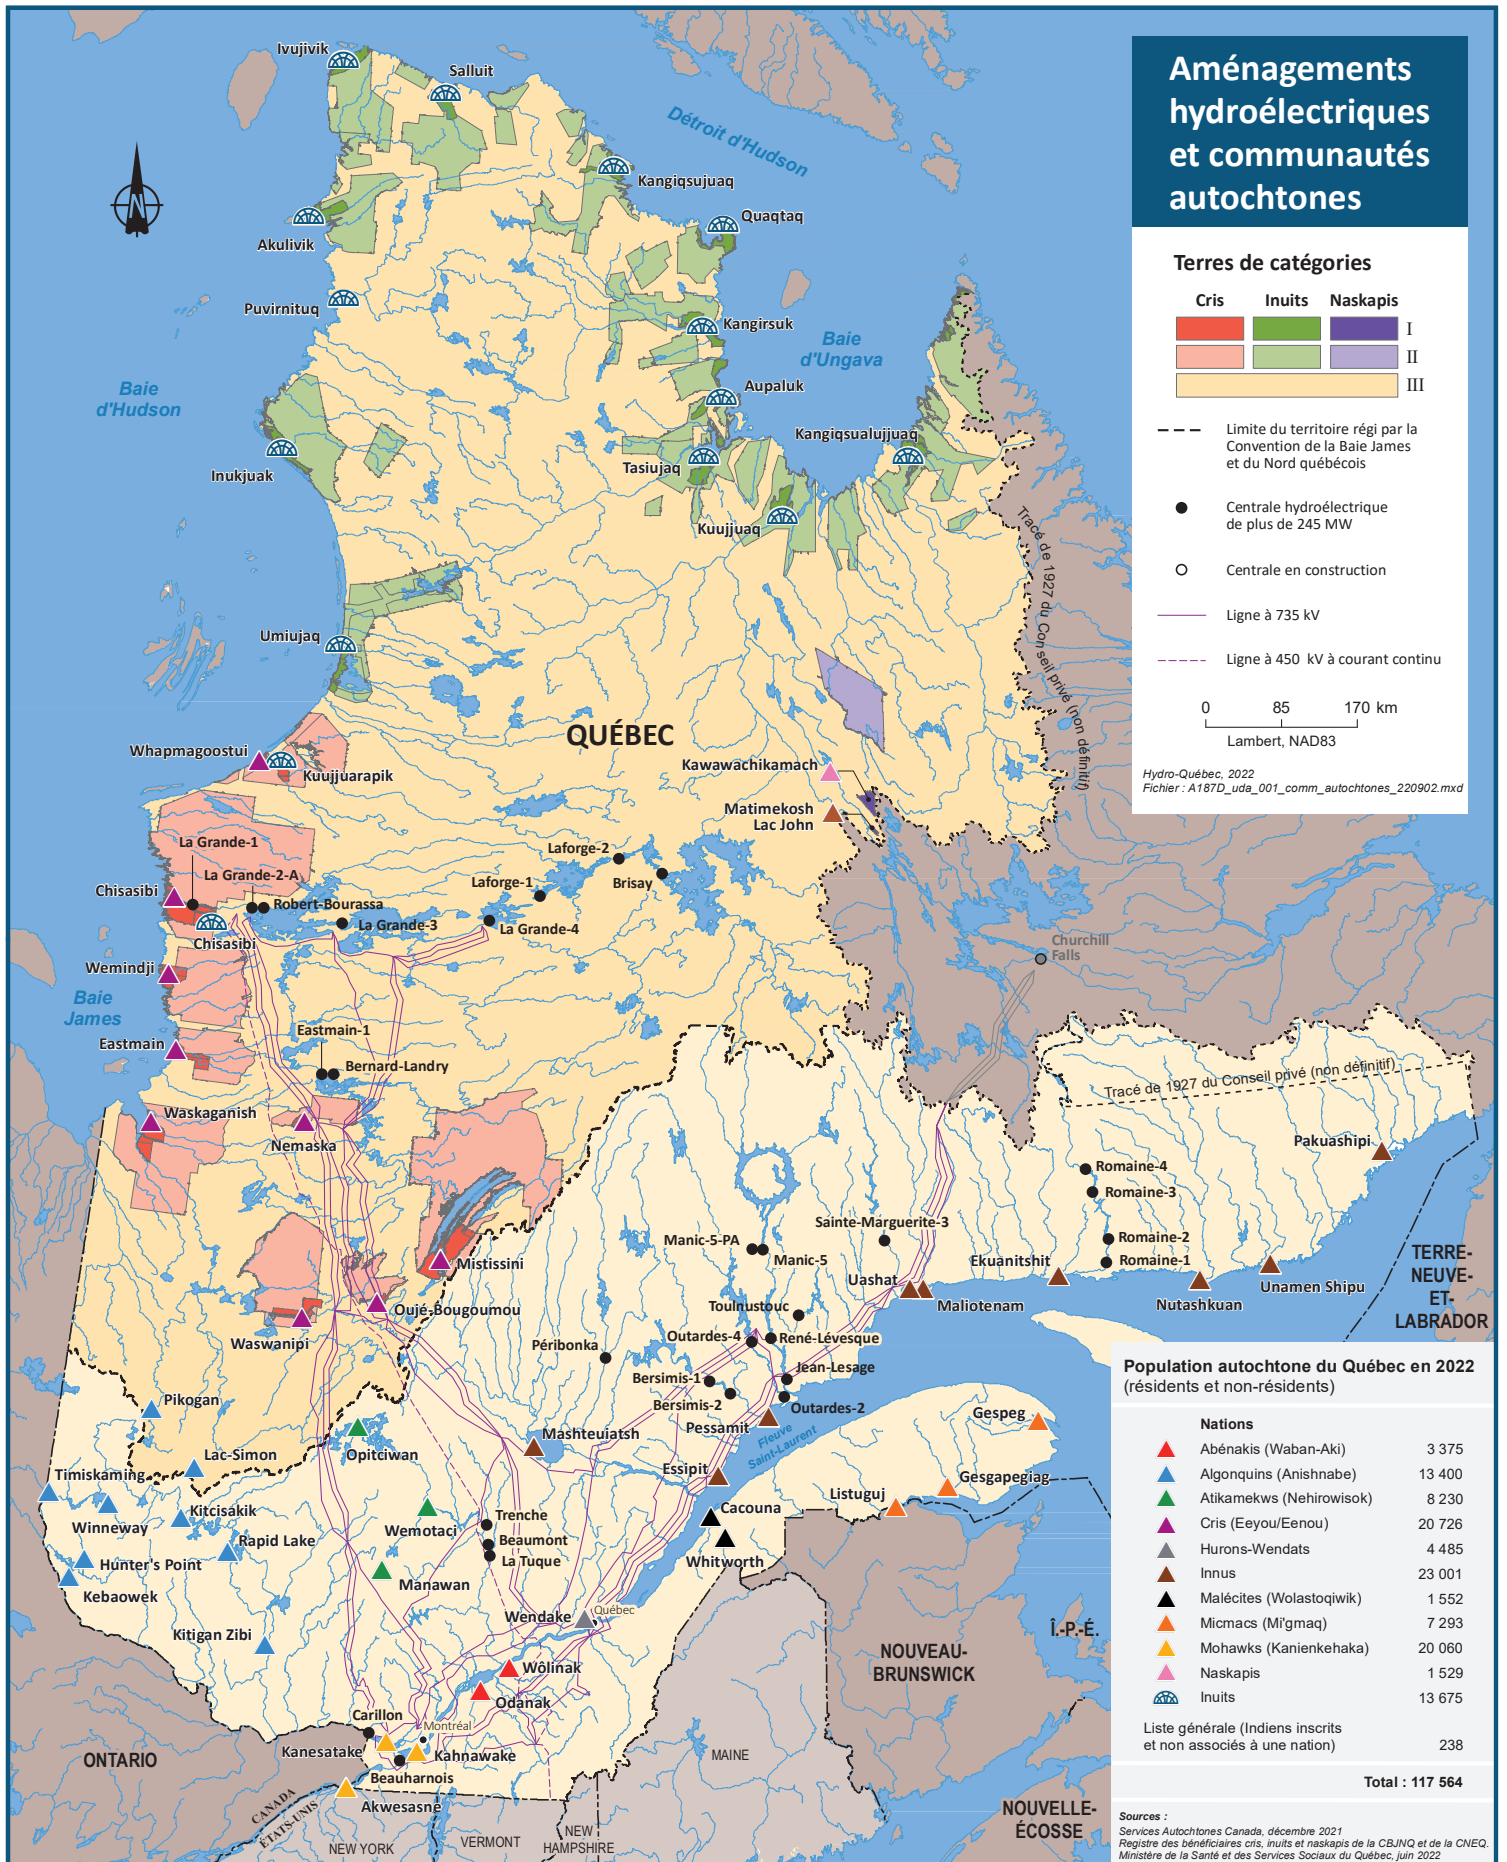 Aménagements
hydroélectriques
et communautés
autochtones
Terres de catégories
Cris Inuits Naskapis
I
II
III
Limite du territoire régi par la
Convention de la Baie James
et du Nord québécois
Centrale hydroélectrique
de plus de 245 MW
Centrale en construction
Ligne à 735 kV
Ligne à 450 kV à courant continu
0 85 170 km
Lambert, NAD83
Hydro-Québec, 2022
Fichier : A187D_uda_001_comm_autochtones_220902.mxd
Ivujivik
Salluit
Détroit d'Hudson
Kangiqsujuaq
Quaqtaq
Akulivik
Puvirnituq
Kangirsuk
Baie
d'Ungava
Baie
d'Hudson
Aupaluk
Kangiqsualujjuaq
Inukjuak
Tasiujaq
Kuujjuaq
Tracé de 1927 du Conseil privé (non définitif)
Umiujaq
QUÉBEC
Whapmagoostui
Kuujjuarapik
Kawawachikamach
Matimekosh
Lac John
La Grande-1
Laforge-2
La Grande-2-A
Laforge-1
Brisay
Chisasibi
Robert-Bourassa
La Grande-3
La Grande-4
Chisasibi
Churchill
Falls
Wemindji
Baie
James
Eastmain-1
Eastmain
Bernard-Landry
Tracé de 1927 du Conseil privé (non définitif)
Waskaganish
Nemaska
Pakuashipi
Romaine-4
Romaine-3
Sainte-Marguerite-3
Manic-5-PA
Manic-5
Romaine-2
Romaine-1
Ekuanitshit
Mistissini
Uashat
Maliotenam
Nutashkuan
Unamen Shipu
TERRE-
NEUVE-
ET-
LABRADOR
Oujé-Bougoumou
Toulnustouc
Waswanipi
Outardes-4
René-Lévesque
Péribonka
Jean-Lesage
Bersimis-1
Bersimis-2
Outardes-2
Pikogan
Pessamit
Fleuve
Saint-Laurent
Gespeg
Opitciwan
Mashteuiatsh
Lac-Simon
Essipit
Timiskaming
Gesgapegiag
Listuguj
Kitcisakik
Winneway
Cacouna
Wemotaci
Trenche
Rapid Lake
Beaumont
La Tuque
Hunter's Point
Whitworth
Kebaowek
Manawan
Wendake
Québec
Kitigan Zibi
Î.-P.-É.
NOUVEAU-
BRUNSWICK
Wôlinak
Odanak
Carillon
Montréal
Kanesatake
Kahnawake
ONTARIO
MAINE
Beauharnois
Akwesasne
CANADA
ÉTATS-UNIS
NEW YORK
VERMONT
NEW
HAMPSHIRE
NOUVELLE-
ÉCOSSE
Population autochtone du Québec en 2022
(résidents et non-résidents)
Nations
Abénakis (Waban-Aki) 3 375
Algonquins (Anishnabe) 13 400
Atikamekws (Nehirowisok) 8 230
Cris (Eeyou/Eenou) 20 726
Hurons-Wendats 4 485
Innus 23 001
Malécites (Wolastoqiwik) 1 552
Micmacs (Mi'gmaq) 7 293
Mohawks (Kanienkehaka) 20 060
Naskapis 1 529
Inuits 13 675
Liste générale (Indiens inscrits
et non associés à une nation) 238
Total : 117 564
Sources :
Services Autochtones Canada, décembre 2021
Registre des bénéficiaires cris, inuits et naskapis de la CBJNQ et de la CNEQ.
Ministère de la Santé et des Services Sociaux du Québec, juin 2022
N